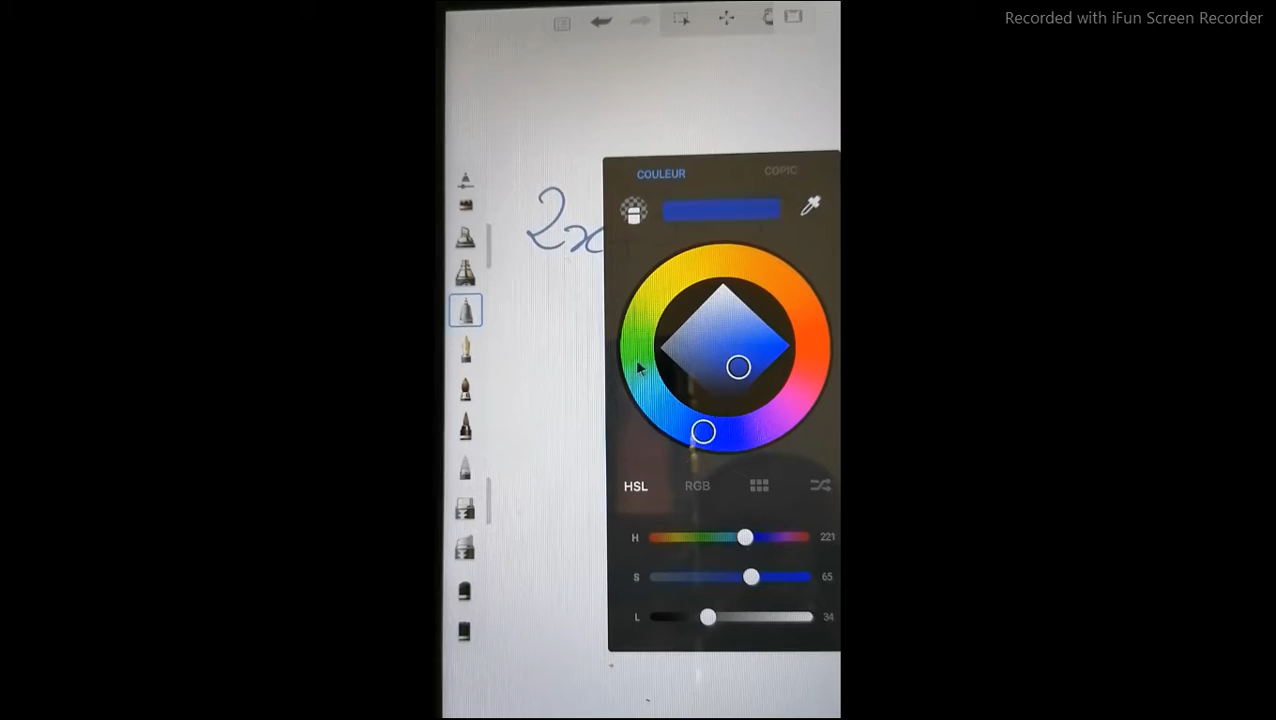 Recorded with iFun Screen Recorder
COULEUR COPIC
2x
HSL RGB
H 221
S 65
L 34